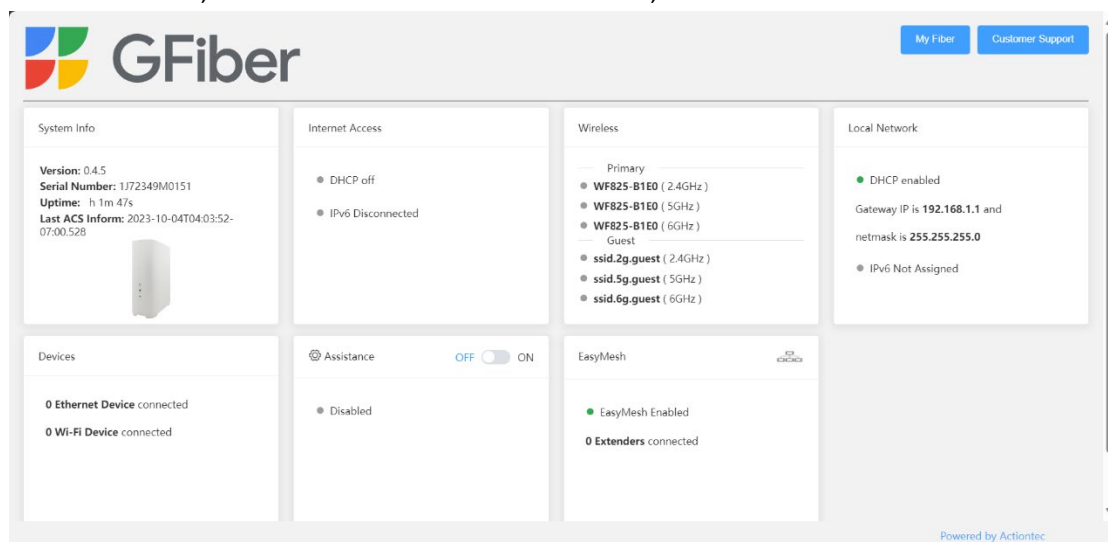 GFiber
My Fiber
Customer Support
System Info
Version: 0.4.5
Serial Number: 1J72349M0151
Uptime: h 1m 47s
Last ACS Inform: 2023-10-04T04:03:52-
07:00.528
Internet Access
DHCP off
IPv6 Disconnected
Wireless
Primary
WF825-B1E0 ( 2.4GHz )
WF825-B1E0 ( 5GHz )
WF825-B1E0 ( 6GHz )
Guest
ssid.2g.guest ( 2.4GHz )
ssid.5g.guest ( 5GHz )
ssid.6g.guest ( 6GHz )
Local Network
DHCP enabled
Gateway IP is 192.168.1.1 and
netmask is 255.255.255.0
IPv6 Not Assigned
Devices
0 Ethernet Device connected
0 Wi-Fi Device connected
Assistance OFF ON
Disabled
EasyMesh
EasyMesh Enabled
0 Extenders connected
Powered by Actiontec